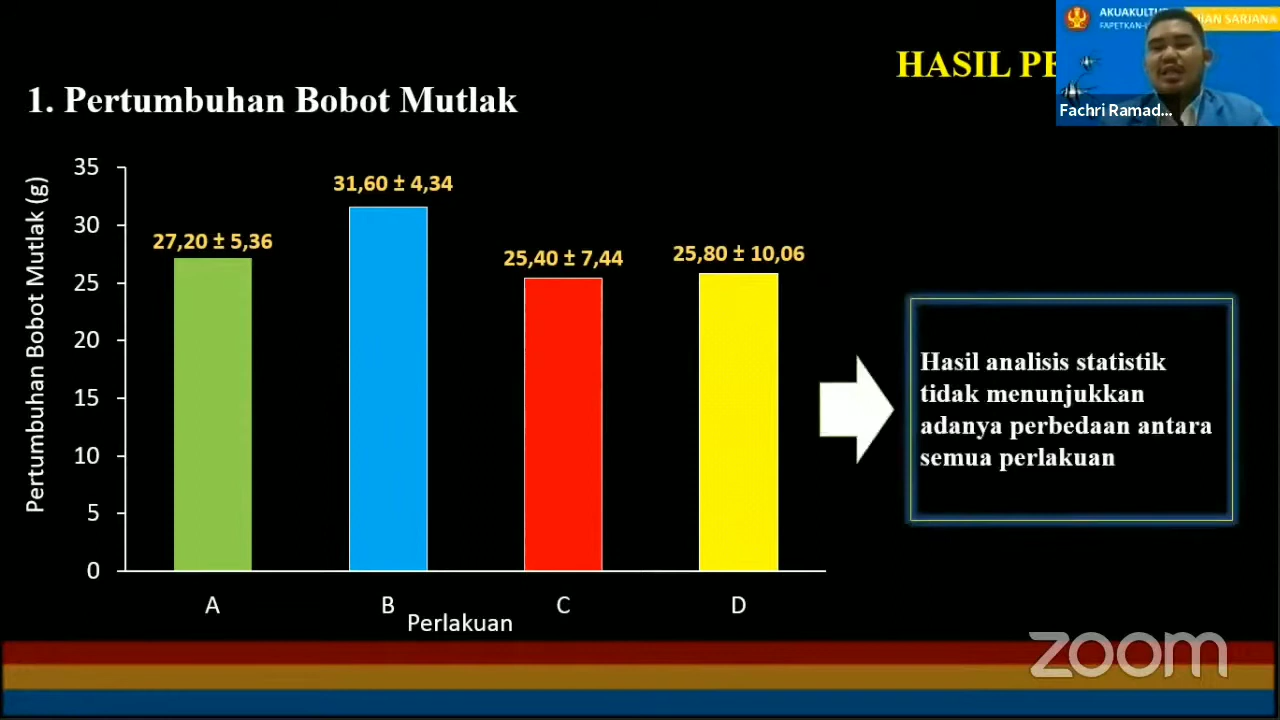 AKUAKULTU
SARJANA
FAPETKAN-
HASIL PE
Fachri Ramad...
1. Pertumbuhan Bobot Mutlak
Pertumbuhan Bobot Mutlak (g)
35
30
25
20
15
10
5
0
27,20 ± 5,36
31,60 ± 4,34
25,40 ± 7,44
25,80 ± 10,06
A
B
C
D
Perlakuan
Hasil analisis statistik
tidak menunjukkan
adanya perbedaan antara
semua perlakuan
zoom